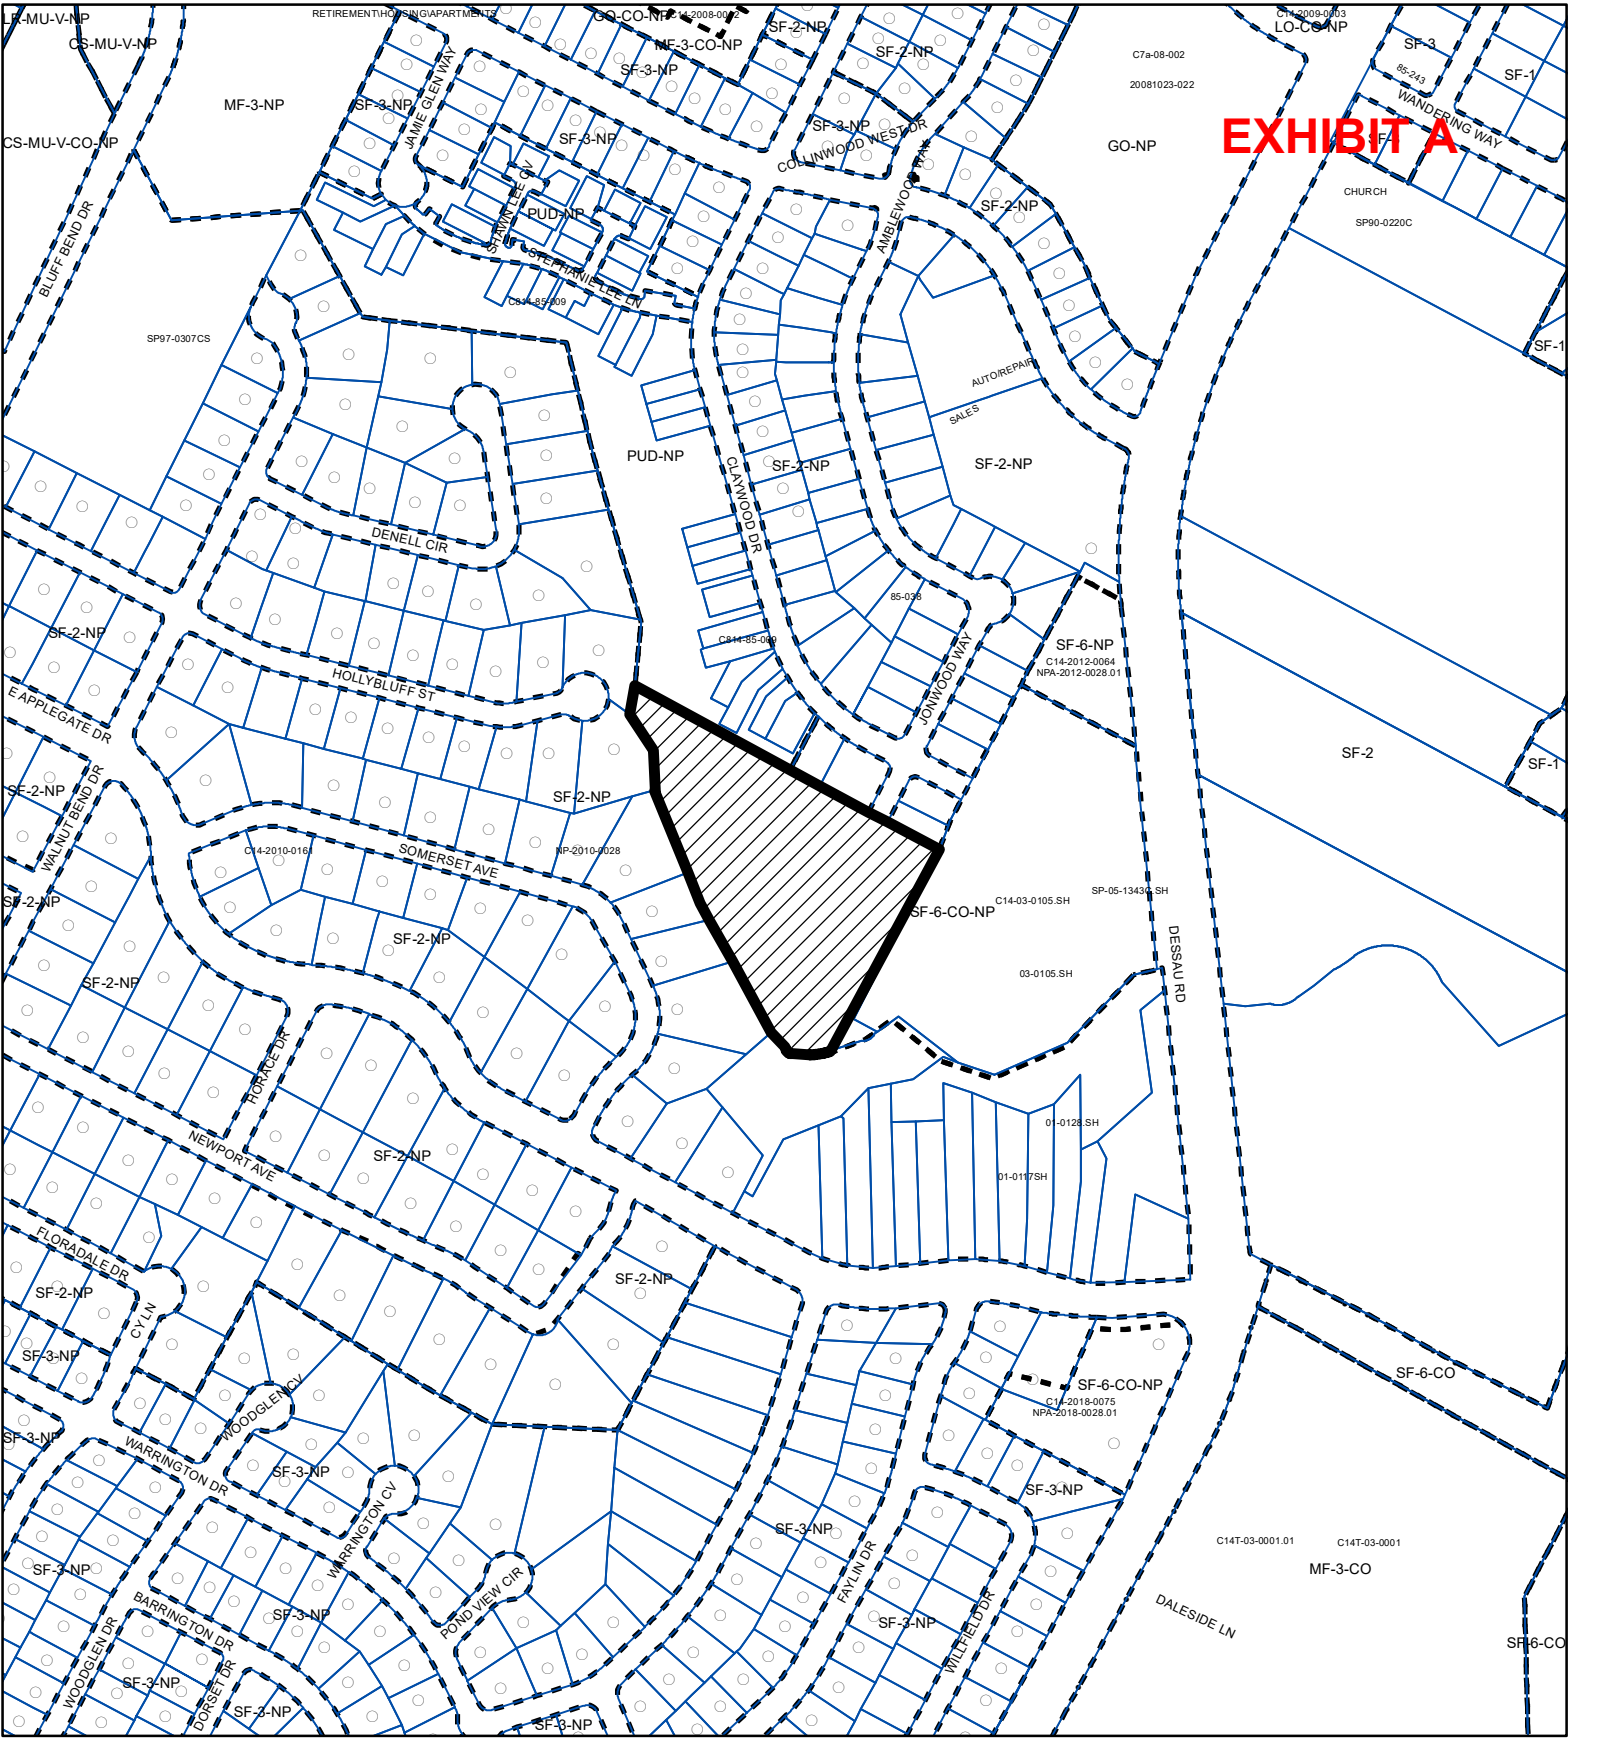 LR-MU-V-NP
CS-MU-V-NP
RETIREMENT\HOUSING\APARTMENTS
GO-CO-NP
MF-3-CO-NP
SF-2-NP
SF-2-NP
C14-2009-0003
LO-CO-NP
SF-3
85-243
SF-1
C7a-08-002
20081023-022
SF-3-NP
MF-3-NP
SF-3-NP
JAMIE GLEN WAY
SF-3-NP
SF-3-NP
COLLINWOOD WEST DR
GO-NP
EXHIBIT A
WANDERING WAY
CS-MU-V-CO-NP
CHURCH
SP90-0220C
BLUFF BEND DR
SHAWN LEE CV
PUD-NP
STEPHANIE LEE LN
AMBLEWOOD WAY
SF-2-NP
C814-85-009
SP97-0307CS
SF-1
AUTO/REPAIR
SALES
PUD-NP
CLAYWOOD DR
SF-2-NP
SF-2-NP
DENELL CIR
85-038
SF-2-NP
C814-85-009
JONWOOD WAY
SF-6-NP
C14-2012-0064
NPA-2012-0028.01
HOLLYBLUFF ST
E APPLEGATE DR
SF-2
SF-1
SF-2-NP
WALNUT BEND DR
SF-2-NP
C14-2010-0161
SOMERSET AVE
NP-2010-0028
SF-2-NP
SF-2-NP
SF-6-CO-NP
C14-03-0105.SH
SP-05-1343C.SH
DESSAU RD
03-0105.SH
SF-2-NP
HORACE DR
NEWPORT AVE
SF-2-NP
01-0128.SH
01-0117SH
FLORADALE DR
SF-2-NP
CY LN
SF-2-NP
SF-3-NP
WOODGLEN CV
SF-6-CO-NP
C14-2018-0075
NPA-2018-0028.01
SF-6-CO
SF-3-NP
WARRINGTON DR
SF-3-NP
WARRINGTON CV
SF-3-NP
SF-3-NP
C14T-03-0001.01
C14T-03-0001
MF-3-CO
SF-3-NP
POND VIEW CIR
FAYLIN DR
BARRINGTON DR
SF-3-NP
SF-3-NP
WILLFIELD DR
DALESIDE LN
SF-6-CO
WOODGLEN DR
SF-3-NP
DORSET DR
SF-3-NP
SF-3-NP